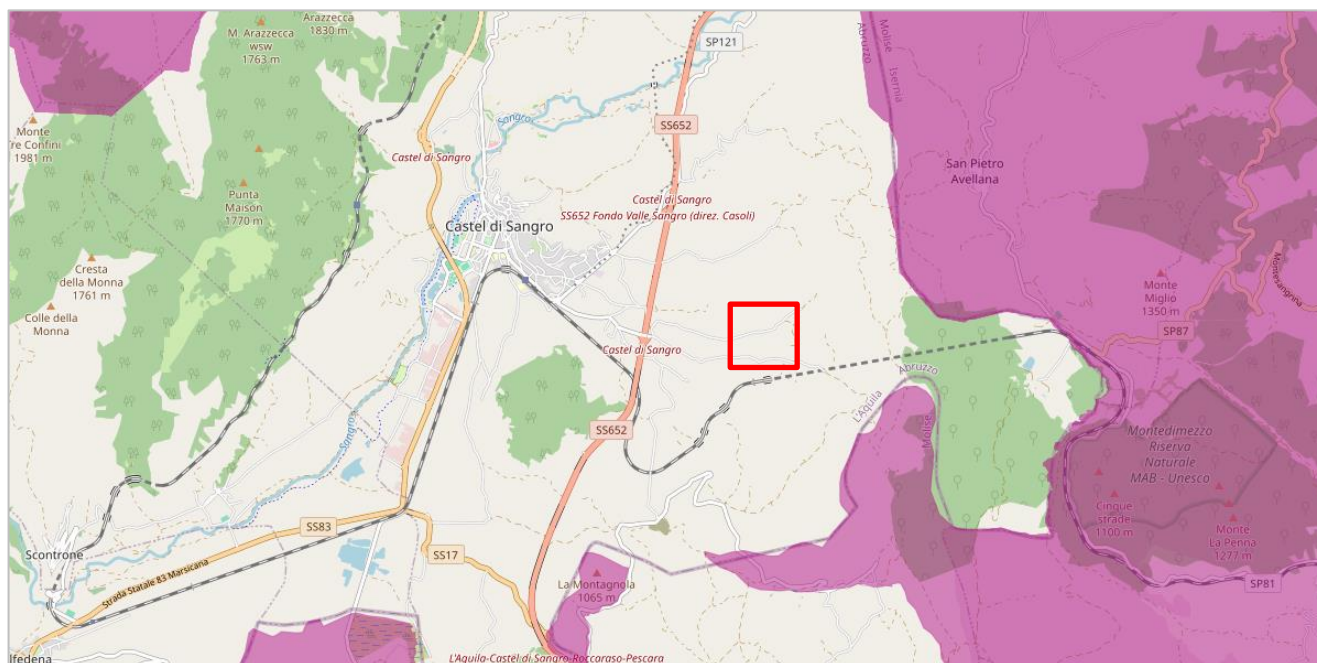 Arazzecca
1830 m
M. Arazzecca
wsw
1763 m
SP121
Abruzzo
Molise
Isernia
Monte
Tre Confini
1981 m
Sangro
SS652
Castel di Sangro
San Pietro
Avellana
Punta
Maison
1770 m
Castel di Sangro
SS652 Fondo Valle Sangro (direz. Casoli)
Castel di Sangro
Cresta
della Monna
1761 m
Colle della
Monna
Monte
Miglio
1350 m
Montesangrina
SP87
Castel di Sangro
Abruzzo
L'Aquila
Molise
Sangro
SS652
Montedimezzo
Riserva
Naturale
MAB - Unesco
Cinque
strade
1100 m
Monte
La Penna
1277 m
SS83
Scontrone
SS17
Strada Statale 83 Marsicana
La Montagnola
1065 m
SP81
lfedena
L'Aquila-Castel di Sangro-Roccaraso-Pescara